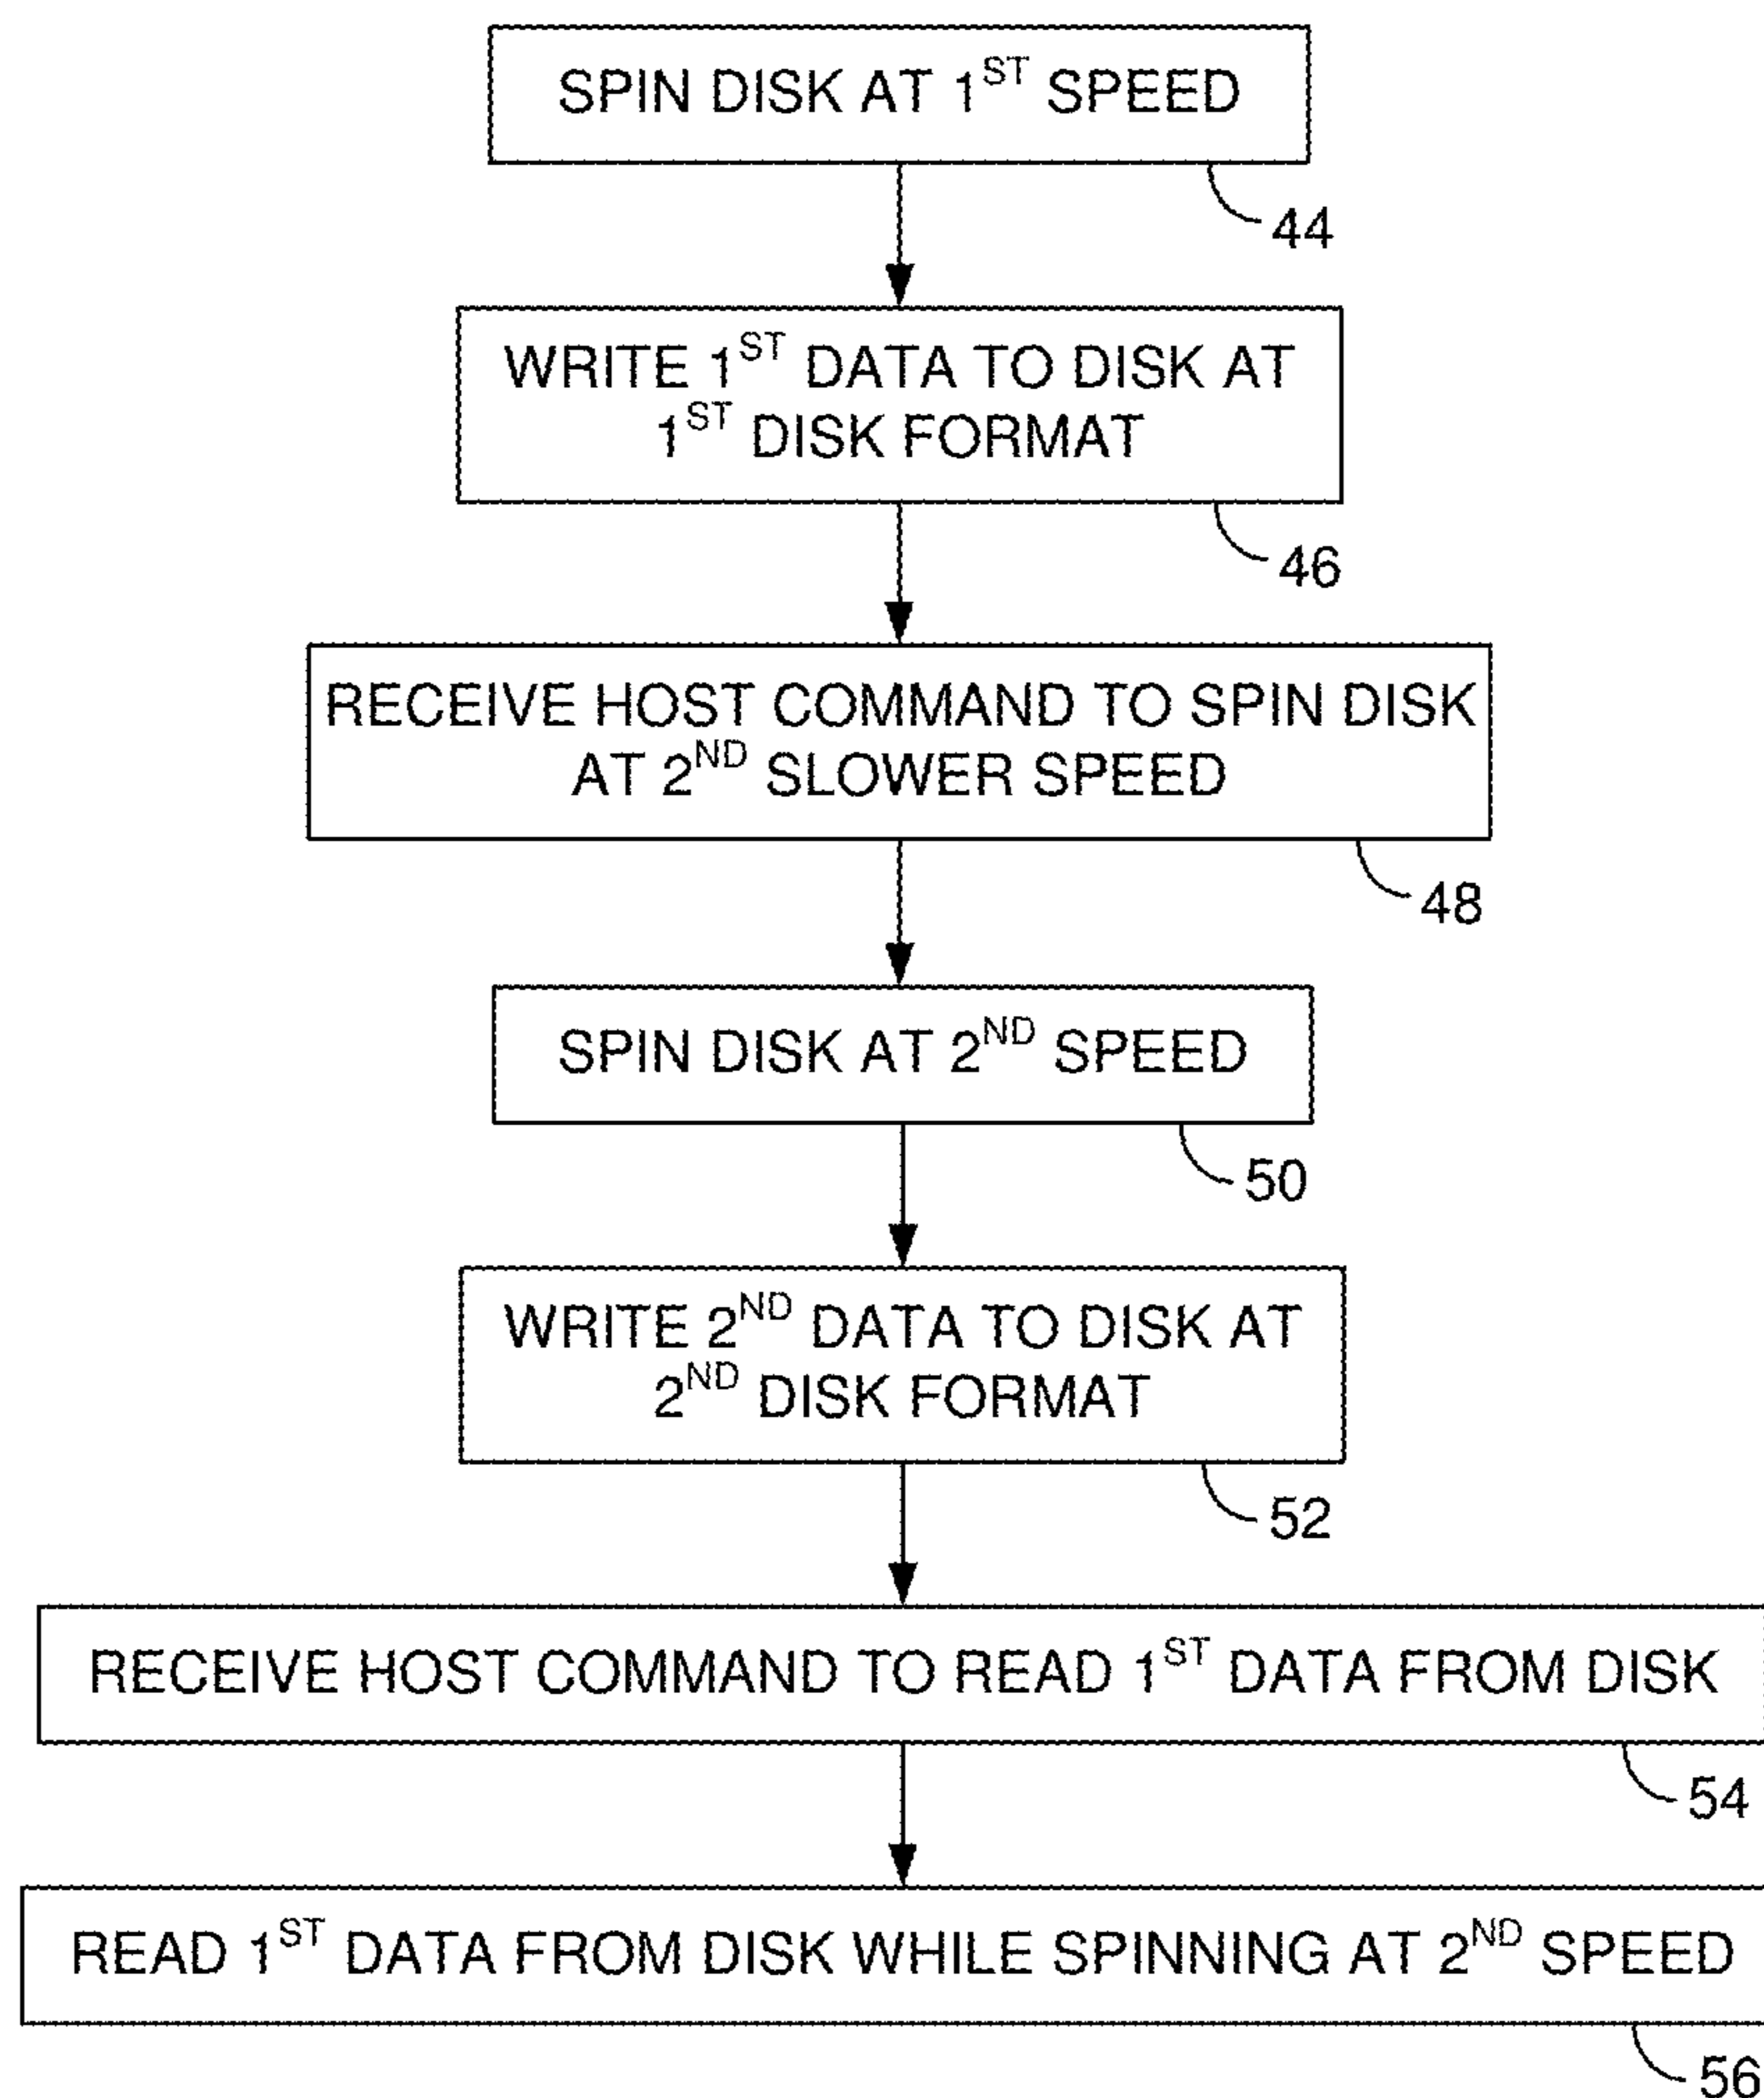 SPIN DISK AT 1ST SPEED
44
WRITE 1ST DATA TO DISK AT
1ST DISK FORMAT
46
RECEIVE HOST COMMAND TO SPIN DISK
AT 2ND SLOWER SPEED
48
SPIN DISK AT 2ND SPEED
50
WRITE 2ND DATA TO DISK AT
2ND DISK FORMAT
52
RECEIVE HOST COMMAND TO READ 1ST DATA FROM DISK
54
READ 1ST DATA FROM DISK WHILE SPINNING AT 2ND SPEED
56